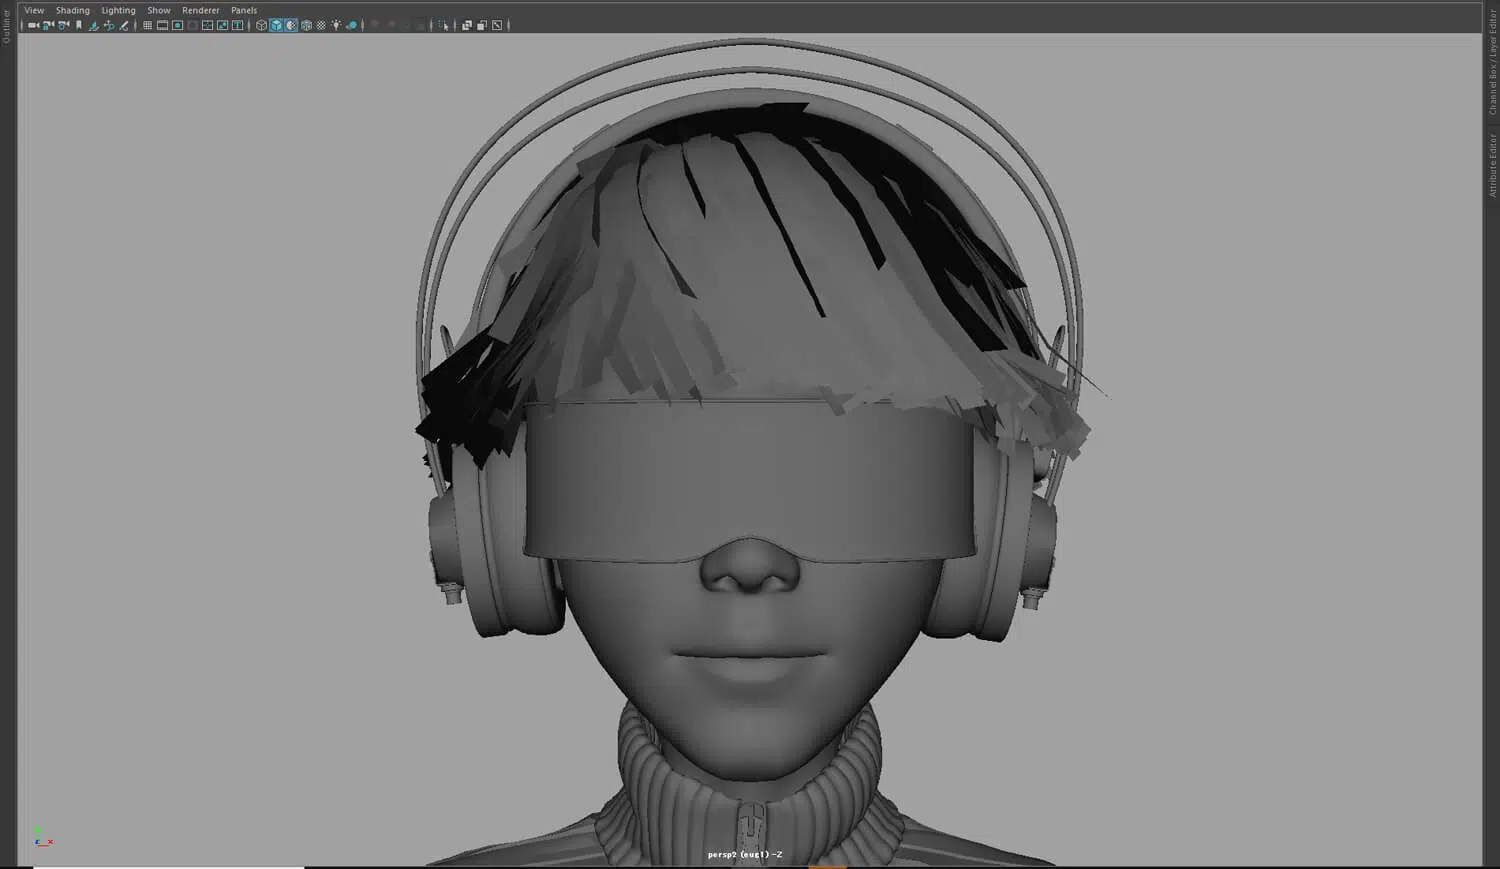 View Shading Lighting Show Renderer Panels
Outliner
Channel Box / Layer Editor
Attribute Editor
persp2 (eug1) -Z